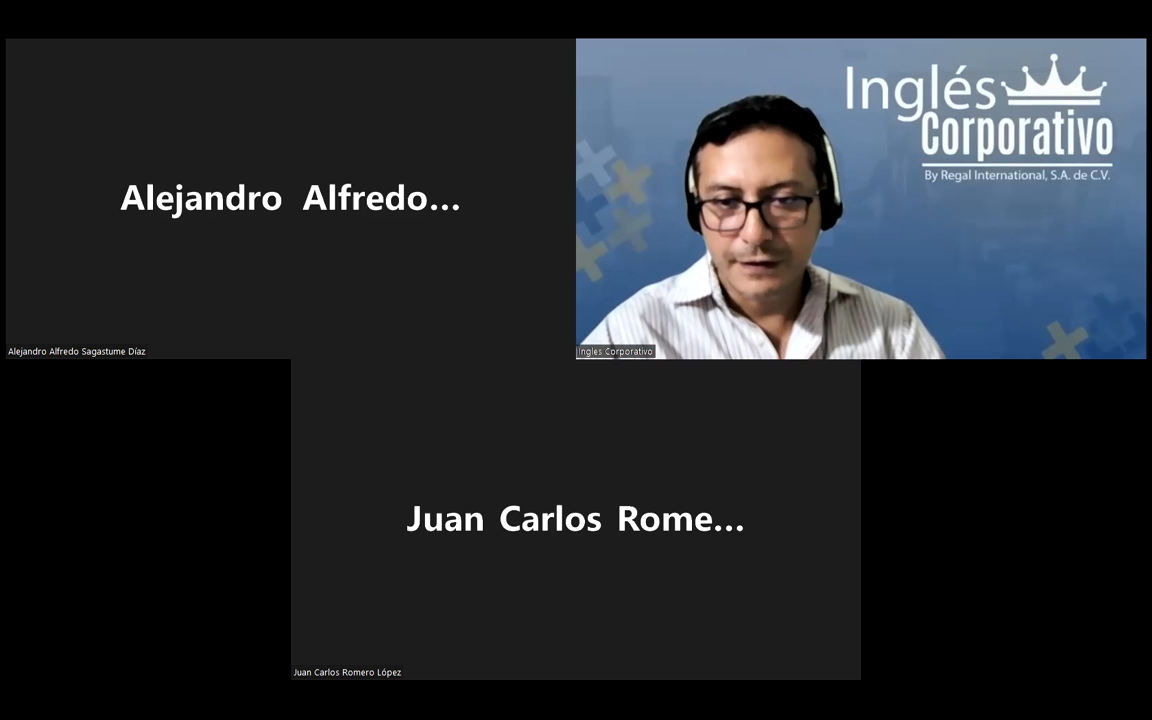 Alejandro Alfredo...
Alejandro Alfredo Sagastume Díaz
Inglés
Corporativo
By Regal International, S.A. de C.V.
Ingles Corporativo
Juan Carlos Rome...
Juan Carlos Romero López